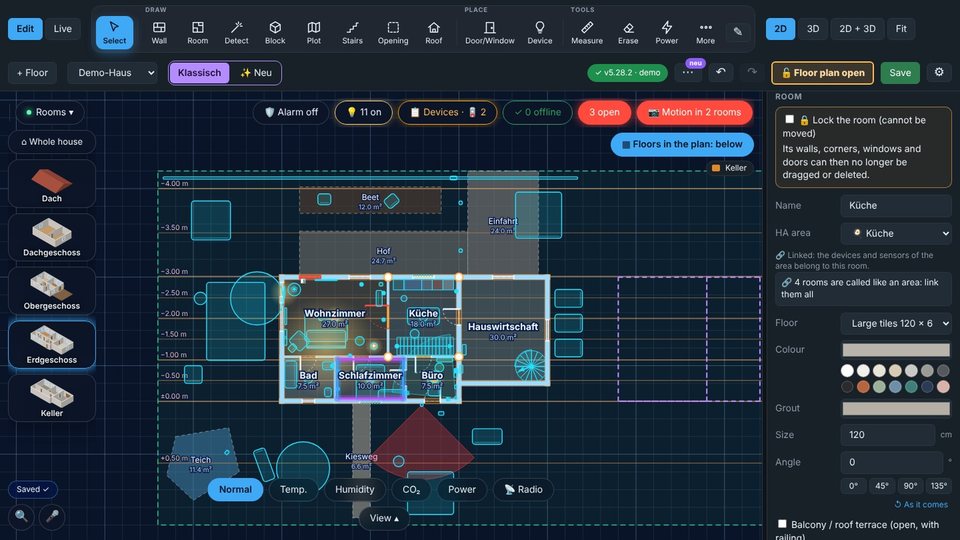 Edit
Live
DRAW
Select
Wall
Room
Detect
Block
Plot
Stairs
Opening
Roof
PLACE
Door/Window
Device
TOOLS
Measure
Erase
Power
More
2D
3D
2D + 3D
Fit
+ Floor
Demo-Haus
Klassisch
✨ Neu
✓ v5.28.2 · demo
neu
🔓 Floor plan open
Save
Rooms ▾
Alarm off
💡 11 on
📋 Devices · 🪫 2
✓ 0 offline
3 open
📷 Motion in 2 rooms
▦ Floors in the plan: below
Keller
⌂ Whole house
Dach
Dachgeschoss
Obergeschoss
Erdgeschoss
Keller
Saved ✓
−4.00 m
−3.50 m
−3.00 m
−2.50 m
−2.00 m
−1.50 m
−1.00 m
−0.50 m
±0.00 m
+0.50 m
Beet
12.0 m²
Einfahrt
24.0 m²
Hof
24.7 m²
Wohnzimmer
27.0 m²
Küche
18.0 m²
Hauswirtschaft
30.0 m²
Bad
7.5 m²
Schlafzimmer
10.0 m²
Büro
7.5 m²
Teich
11.4 m²
Kiesweg
6.6 m²
Normal
Temp.
Humidity
CO₂
Power
📡 Radio
View ▴
ROOM
🔒 Lock the room (cannot be
moved)
Its walls, corners, windows and
doors can then no longer be
dragged or deleted.
Name
Küche
HA area
🍳 Küche
🔗 Linked: the devices and sensors of the
area belong to this room.
🔗 4 rooms are called like an area: link
them all
Floor
Large tiles 120 × 6
Colour
Grout
Size
120
cm
Angle
0
°
0°
45°
90°
135°
↺ As it comes
Balcony / roof terrace (open, with
railing)